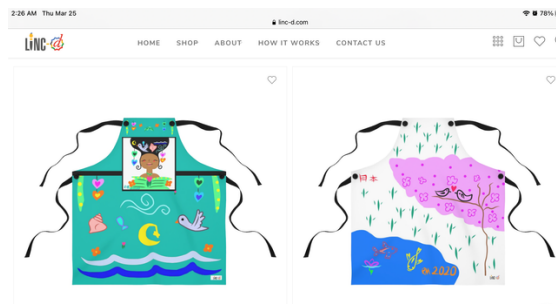 2:26 AM Thu Mar 25
linc-d.com
78%
LiNC-d
HOME SHOP ABOUT HOW IT WORKS CONTACT US
日本
2020